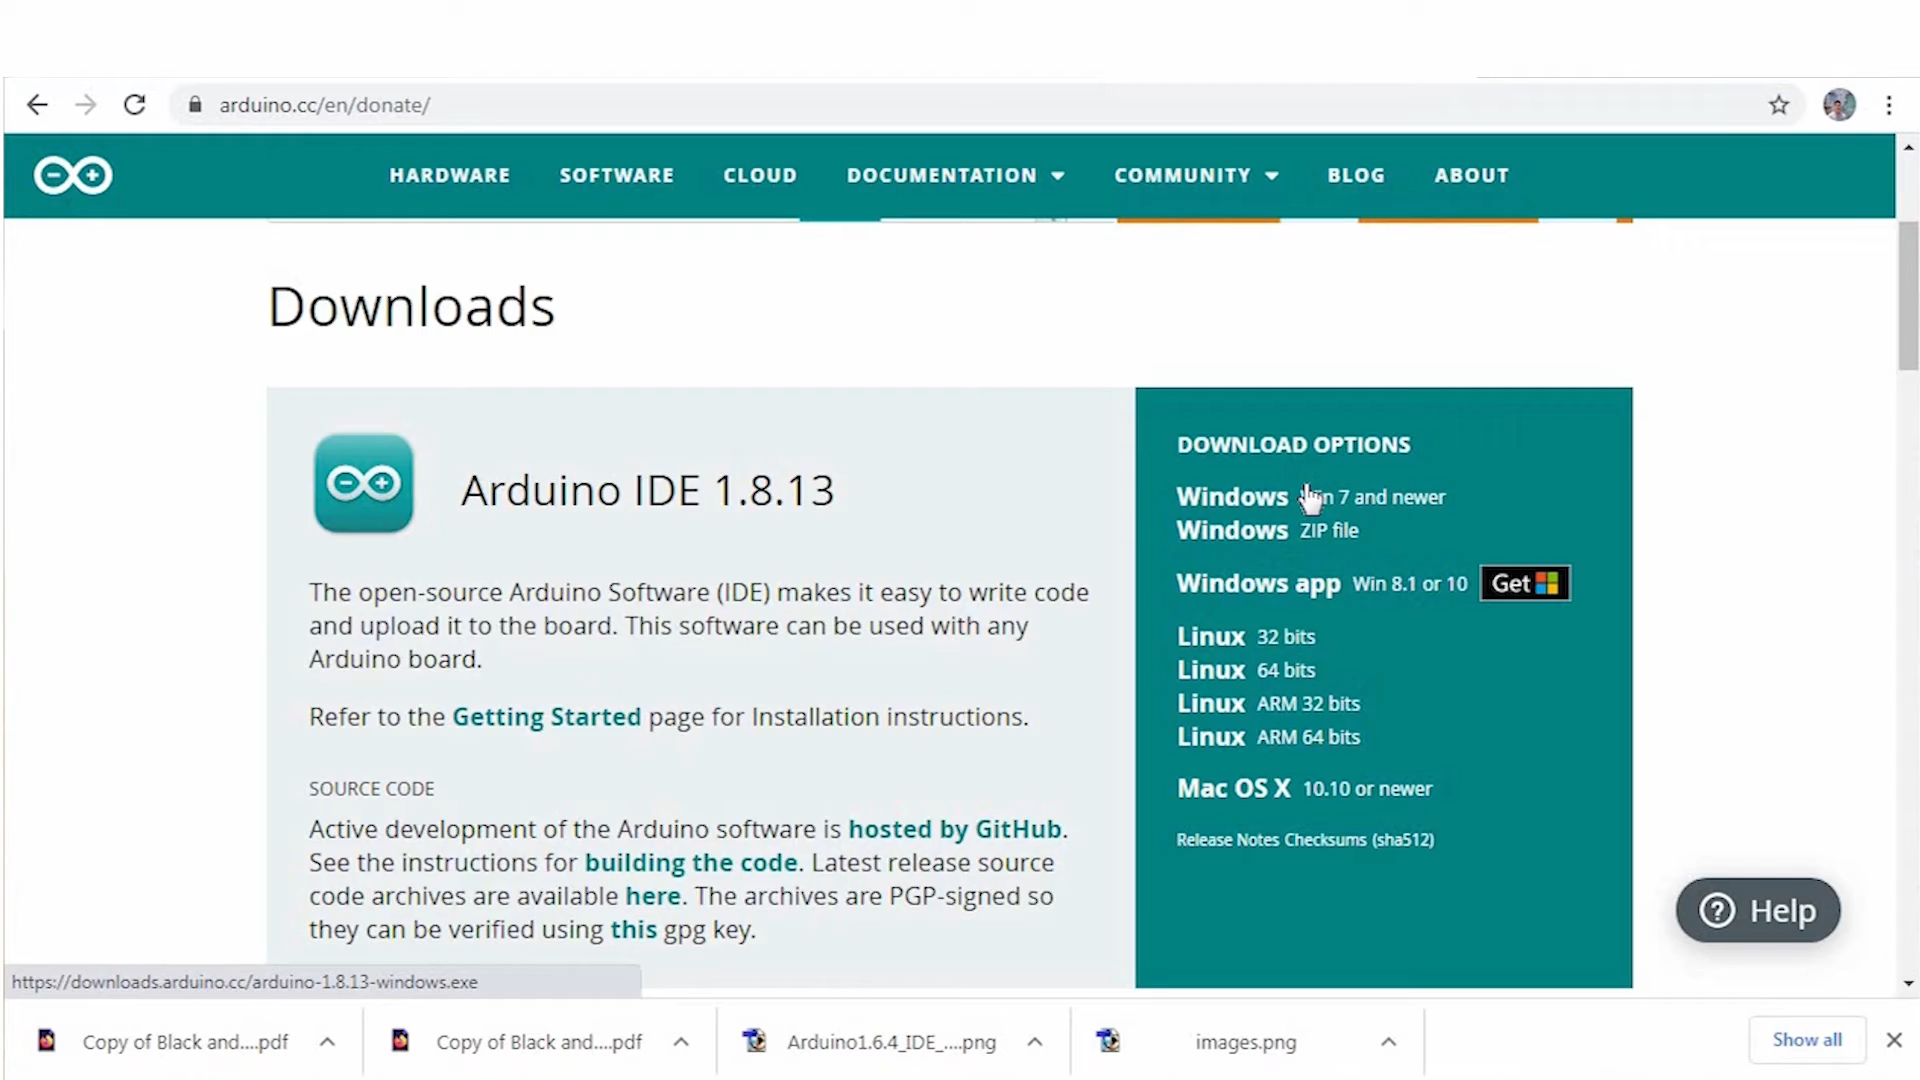 arduino.cc/en/donate/
HARDWARE SOFTWARE CLOUD DOCUMENTATION COMMUNITY BLOG ABOUT
Downloads
Arduino IDE 1.8.13
The open-source Arduino Software (IDE) makes it easy to write code
and upload it to the board. This software can be used with any
Arduino board.
Refer to the Getting Started page for Installation instructions.
SOURCE CODE
Active development of the Arduino software is hosted by GitHub.
See the instructions for building the code. Latest release source
code archives are available here. The archives are PGP-signed so
they can be verified using this gpg key.
DOWNLOAD OPTIONS
Windows Win 7 and newer
Windows ZIP file
Windows app Win 8.1 or 10 Get
Linux 32 bits
Linux 64 bits
Linux ARM 32 bits
Linux ARM 64 bits
Mac OS X 10.10 or newer
Release Notes Checksums (sha512)
Help
https://downloads.arduino.cc/arduino-1.8.13-windows.exe
Copy of Black and....pdf Copy of Black and....pdf Arduino1.6.4_IDE_....png images.png Show all